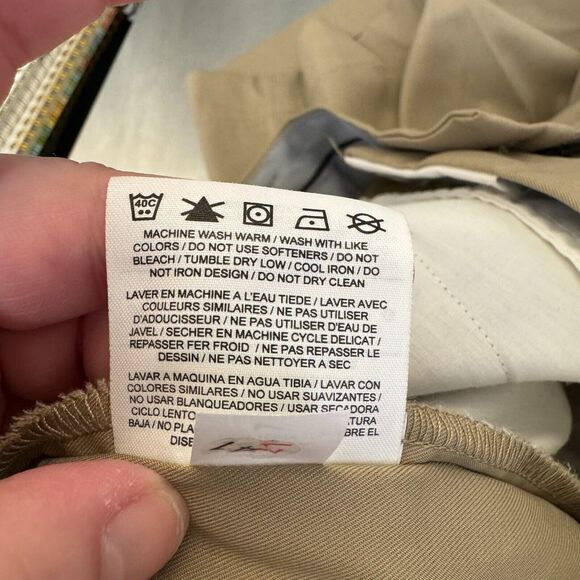 40C
MACHINE WASH WARM / WASH WITH LIKE
COLORS / DO NOT USE SOFTENERS / DO NOT
BLEACH / TUMBLE DRY LOW / COOL IRON / DO
NOT IRON DESIGN / DO NOT DRY CLEAN
LAVER EN MACHINE A L'EAU TIEDE / LAVER AVEC
COULEURS SIMILAIRES / NE PAS UTILISER
D'ADOUCISSEUR / NE PAS UTILISER D'EAU DE
JAVEL / SECHER EN MACHINE CYCLE DELICAT /
REPASSER FER FROID / NE PAS REPASSER LE
DESSIN / NE PAS NETTOYER A SEC
LAVAR A MAQUINA EN AGUA TIBIA / LAVAR CON
COLORES SIMILARES / NO USAR SUAVIZANTES /
NO USAR BLANQUEADORES / USAR SECADORA
CICLO LENTO
BAJA / NO BRE EL